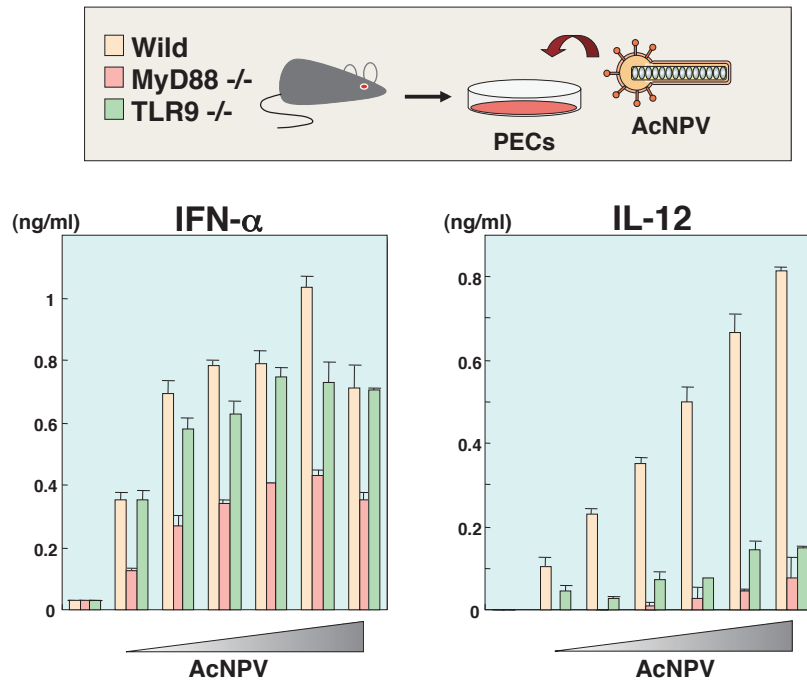 Wild
MyD88 -/-
TLR9 -/-
PECs
AcNPV
(ng/ml)
IFN-α
1
0.8
0.6
0.4
0.2
0
AcNPV
(ng/ml)
IL-12
0.8
0.6
0.4
0.2
0
AcNPV